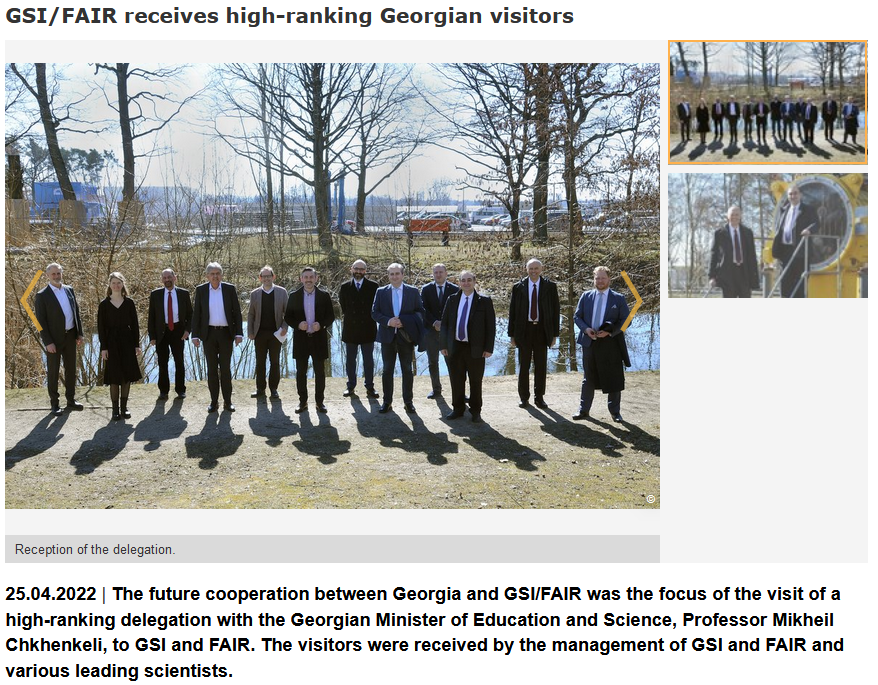 GSI/FAIR receives high-ranking Georgian visitors
©
Reception of the delegation.
25.04.2022 | The future cooperation between Georgia and GSI/FAIR was the focus of the visit of a
high-ranking delegation with the Georgian Minister of Education and Science, Professor Mikheil
Chkhenkeli, to GSI and FAIR. The visitors were received by the management of GSI and FAIR and
various leading scientists.